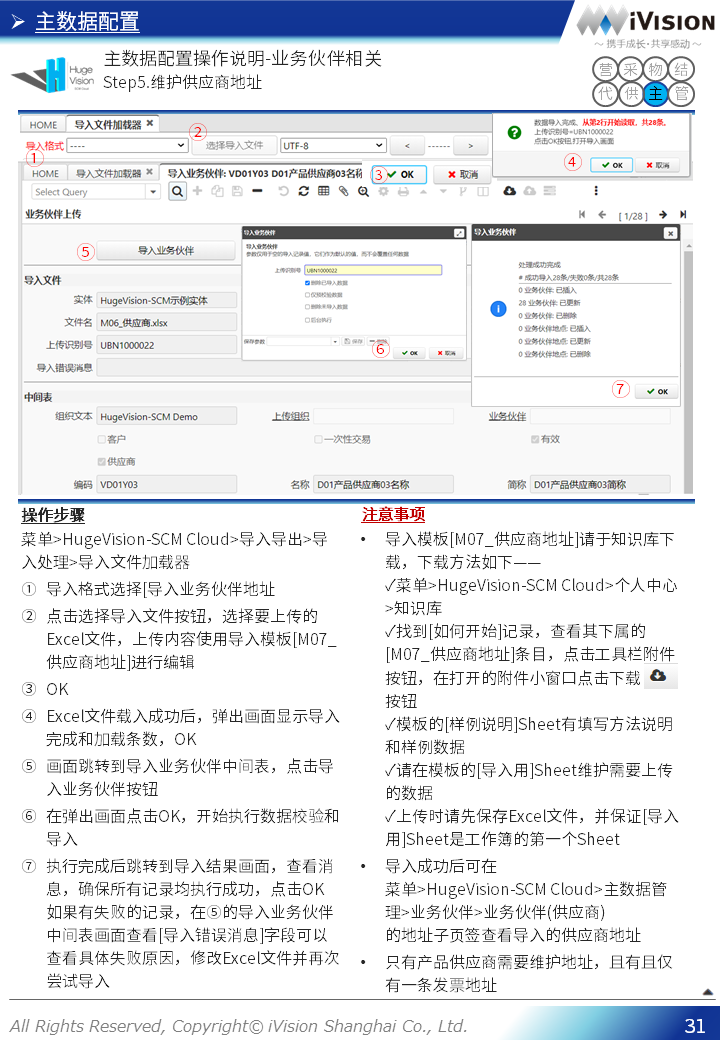 主数据配置
iVISION
～ 携手成长·共享感动 ～
Huge
Vision
主数据配置操作说明-业务伙伴相关
Step5.维护供应商地址
营 采 物 结
代 供 主 管
HOME 导入文件加载器
导入格式 ---- ② 选择导入文件 UTF-8 < ------ >
①
数据导入完成，从第2行开始读取，共28条。
上传识别号=UBN1000022
点击OK按钮,打开导入画面
④ OK 取消
HOME 导入文件加载器 导入业务伙伴: VD01Y03 D01产品供应商03名称 ③ OK 取消
Select Query
业务伙伴上传 [ 1/28 ]
⑤ 导入业务伙伴
导入文件
实体 HugeVision-SCM示例实体
文件名 M06_供应商.xlsx
上传识别号 UBN1000022
导入错误消息
导入业务伙伴
导入业务伙伴
参数仅用于空的导入记录值，它们作为默认的值，而不会覆盖任何数据
上传识别号 UBN1000022
删除已导入数据
仅预检验数据
删除未导入数据
后台执行
保存参数 保存
⑥ OK 取消
导入业务伙伴
处理成功完成
# 成功导入28条/失败0条/共28条
0 业务伙伴: 已插入
28 业务伙伴: 已更新
0 业务伙伴: 已删除
0 业务伙伴地点: 已插入
0 业务伙伴地点: 已更新
0 业务伙伴地点: 已删除
⑦ OK
中间表
组织文本 HugeVision-SCM Demo 上传组织 业务伙伴
客户 一次性交易 有效
供应商
编码 VD01Y03 名称 D01产品供应商03名称 简称 D01产品供应商03简称
操作步骤
菜单>HugeVision-SCM Cloud>导入导出>导
入处理>导入文件加载器
① 导入格式选择[导入业务伙伴地址
② 点击选择导入文件按钮，选择要上传的
Excel文件，上传内容使用导入模板[M07_
供应商地址]进行编辑
③ OK
④ Excel文件载入成功后，弹出画面显示导入
完成和加载条数，OK
⑤ 画面跳转到导入业务伙伴中间表，点击导
入业务伙伴按钮
⑥ 在弹出画面点击OK，开始执行数据校验和
导入
⑦ 执行完成后跳转到导入结果画面，查看消
息，确保所有记录均执行成功，点击OK
如果有失败的记录，在⑤的导入业务伙伴
中间表画面查看[导入错误消息]字段可以
查看具体失败原因，修改Excel文件并再次
尝试导入
注意事项
• 导入模板[M07_供应商地址]请于知识库下
载，下载方法如下——
✓菜单>HugeVision-SCM Cloud>个人中心
>知识库
✓找到[如何开始]记录，查看其下属的
[M07_供应商地址]条目，点击工具栏附件
按钮，在打开的附件小窗口点击下载
按钮
✓模板的[样例说明]Sheet有填写方法说明
和样例数据
✓请在模板的[导入用]Sheet维护需要上传
的数据
✓上传时请先保存Excel文件，并保证[导入
用]Sheet是工作簿的第一个Sheet
• 导入成功后可在
菜单>HugeVision-SCM Cloud>主数据管
理>业务伙伴>业务伙伴(供应商)
的地址子页签查看导入的供应商地址
• 只有产品供应商需要维护地址，且有且仅
有一条发票地址
All Rights Reserved, Copyright© iVision Shanghai Co., Ltd.
31